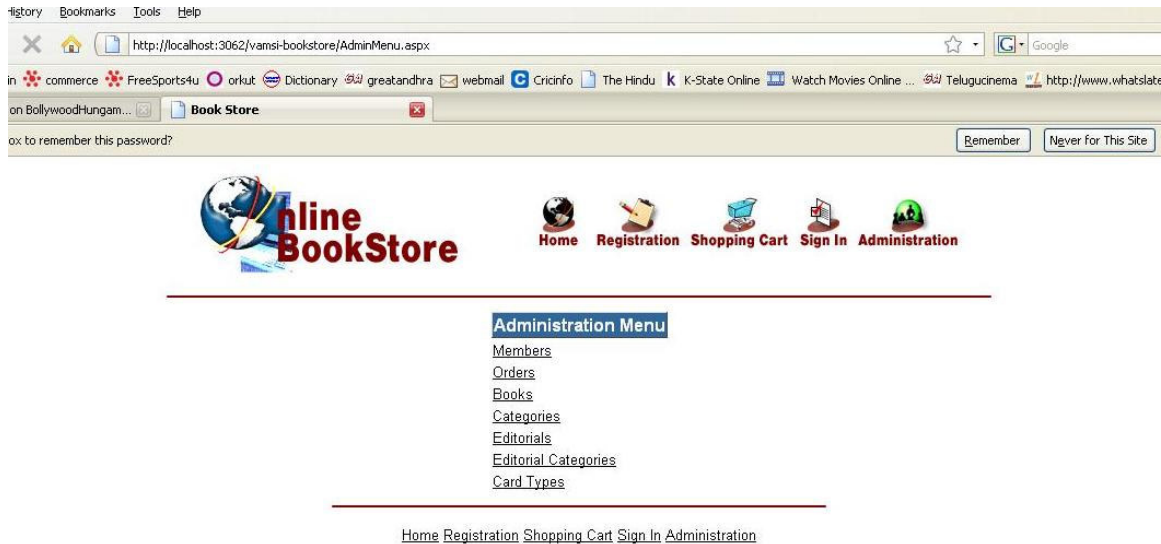 History Bookmarks Tools Help
http://localhost:3062/vamsi-bookstore/AdminMenu.aspx
G Google
in commerce FreeSports4u orkut Dictionary greatandhra webmail C Cricinfo The Hindu k K-State Online Watch Movies Online ... Telugucinema http://www.whatslate
on BollywoodHungam... Book Store
ox to remember this password? Remember Never for This Site
nline
BookStore
Home Registration Shopping Cart Sign In Administration
Administration Menu
Members
Orders
Books
Categories
Editorials
Editorial Categories
Card Types
Home Registration Shopping Cart Sign In Administration